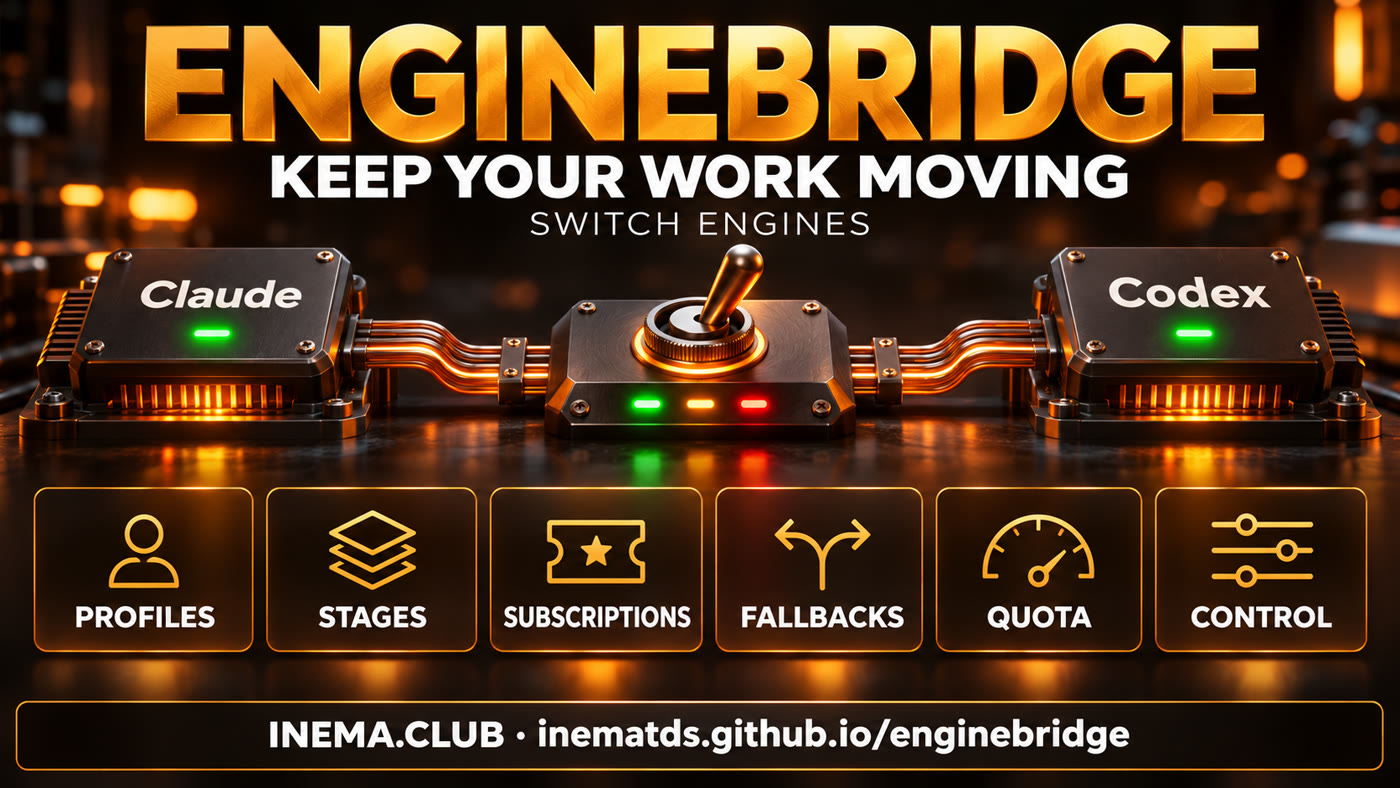 ENGINEBRIDGE
KEEP YOUR WORK MOVING
SWITCH ENGINES
Claude
Codex
PROFILES
STAGES
SUBSCRIPTIONS
FALLBACKS
QUOTA
CONTROL
INEMA.CLUB · inematds.github.io/enginebridge